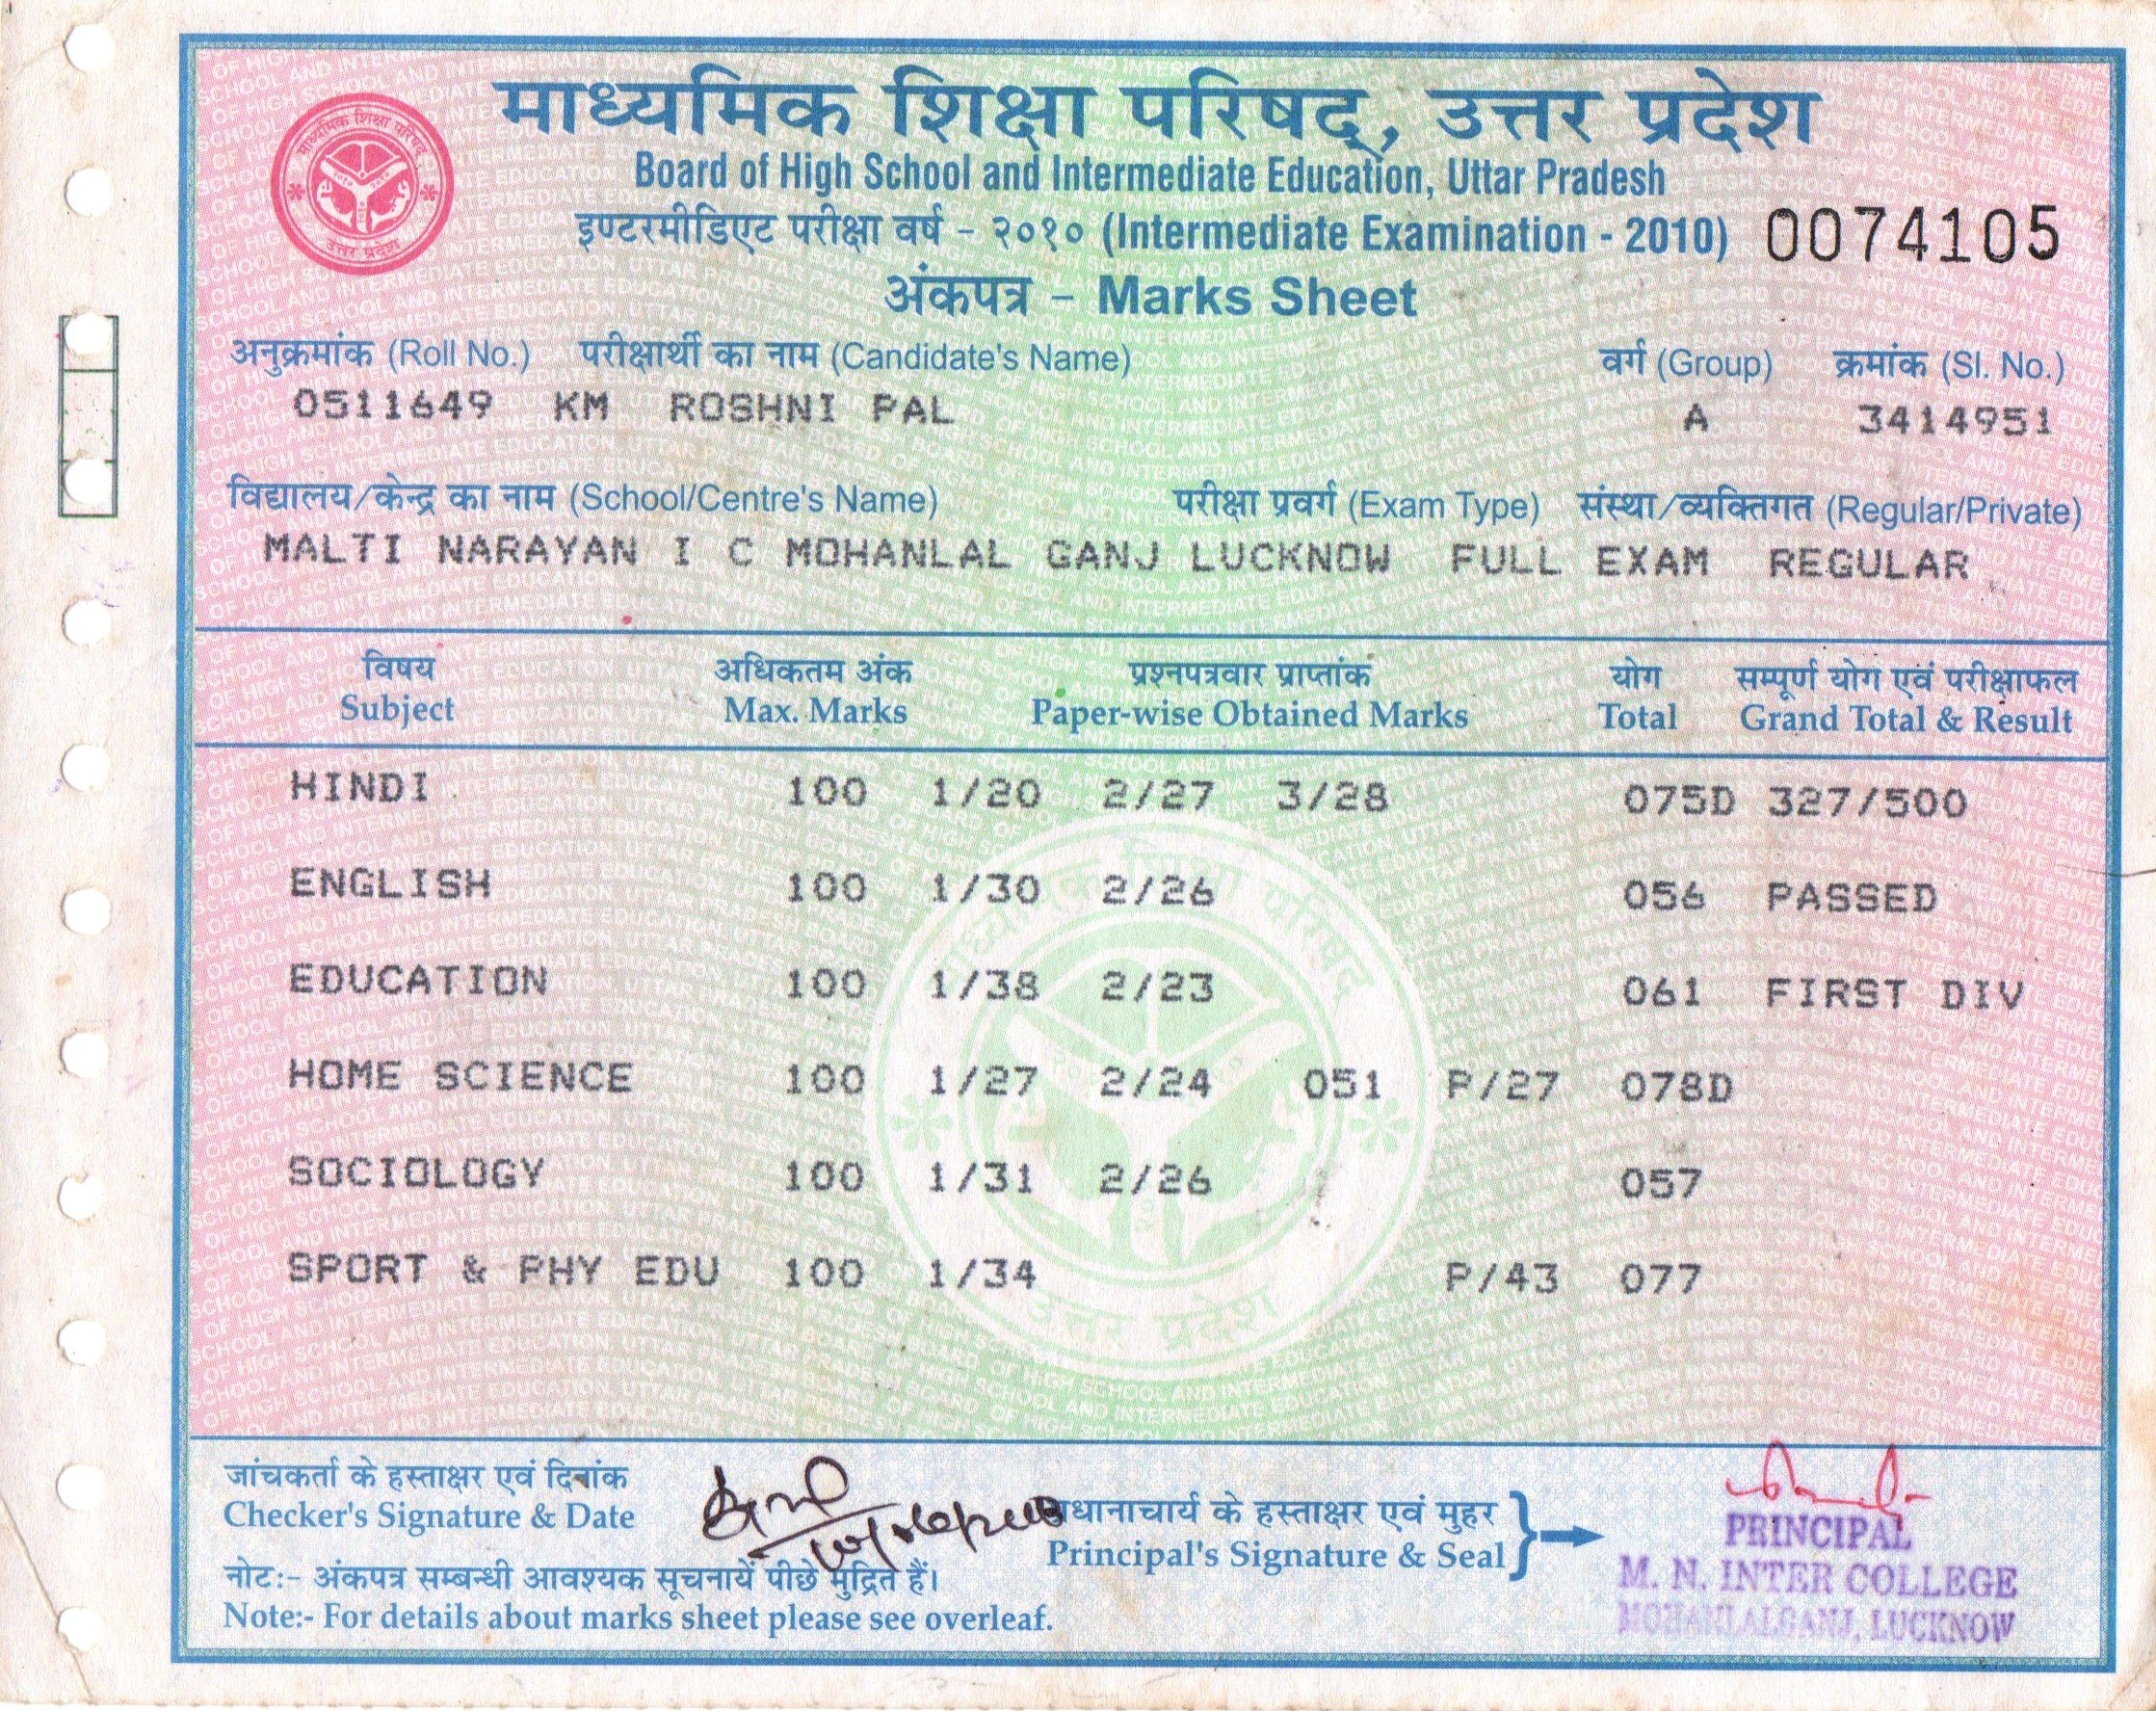 माध्यमिक शिक्षा परिषद्, उत्तर प्रदेश
Board of High School and Intermediate Education, Uttar Pradesh
इण्टरमीडिएट परीक्षा वर्ष - २०१० (Intermediate Examination - 2010) 0074105
अंकपत्र - Marks Sheet
अनुक्रमांक (Roll No.) परीक्षार्थी का नाम (Candidate's Name) वर्ग (Group) क्रमांक (Sl. No.)
0511649 KM ROSHNI PAL A 3414951
विद्यालय/केन्द्र का नाम (School/Centre's Name) परीक्षा प्रवर्ग (Exam Type) संस्था/व्यक्तिगत (Regular/Private)
MALTI NARAYAN I C MOHANLAL GANJ LUCKNOW FULL EXAM REGULAR
विषय अधिकतम अंक प्रश्नपत्रवार प्राप्तांक योग सम्पूर्ण योग एवं परीक्षाफल
Subject Max. Marks Paper-wise Obtained Marks Total Grand Total & Result
HINDI 100 1/20 2/27 3/28 075D 327/500
ENGLISH 100 1/30 2/26 056 PASSED
EDUCATION 100 1/38 2/23 061 FIRST DIV
HOME SCIENCE 100 1/27 2/24 051 P/27 078D
SOCIOLOGY 100 1/31 2/26 057
SPORT & PHY EDU 100 1/34 P/43 077
जांचकर्ता के हस्ताक्षर एवं दिनांक
Checker's Signature & Date
प्रधानाचार्य के हस्ताक्षर एवं मुहर
Principal's Signature & Seal
नोट:- अंकपत्र सम्बन्धी आवश्यक सूचनायें पीछे मुद्रित हैं।
Note:- For details about marks sheet please see overleaf.
PRINCIPAL
M. N. INTER COLLEGE
MOHANLALGANJ, LUCKNOW